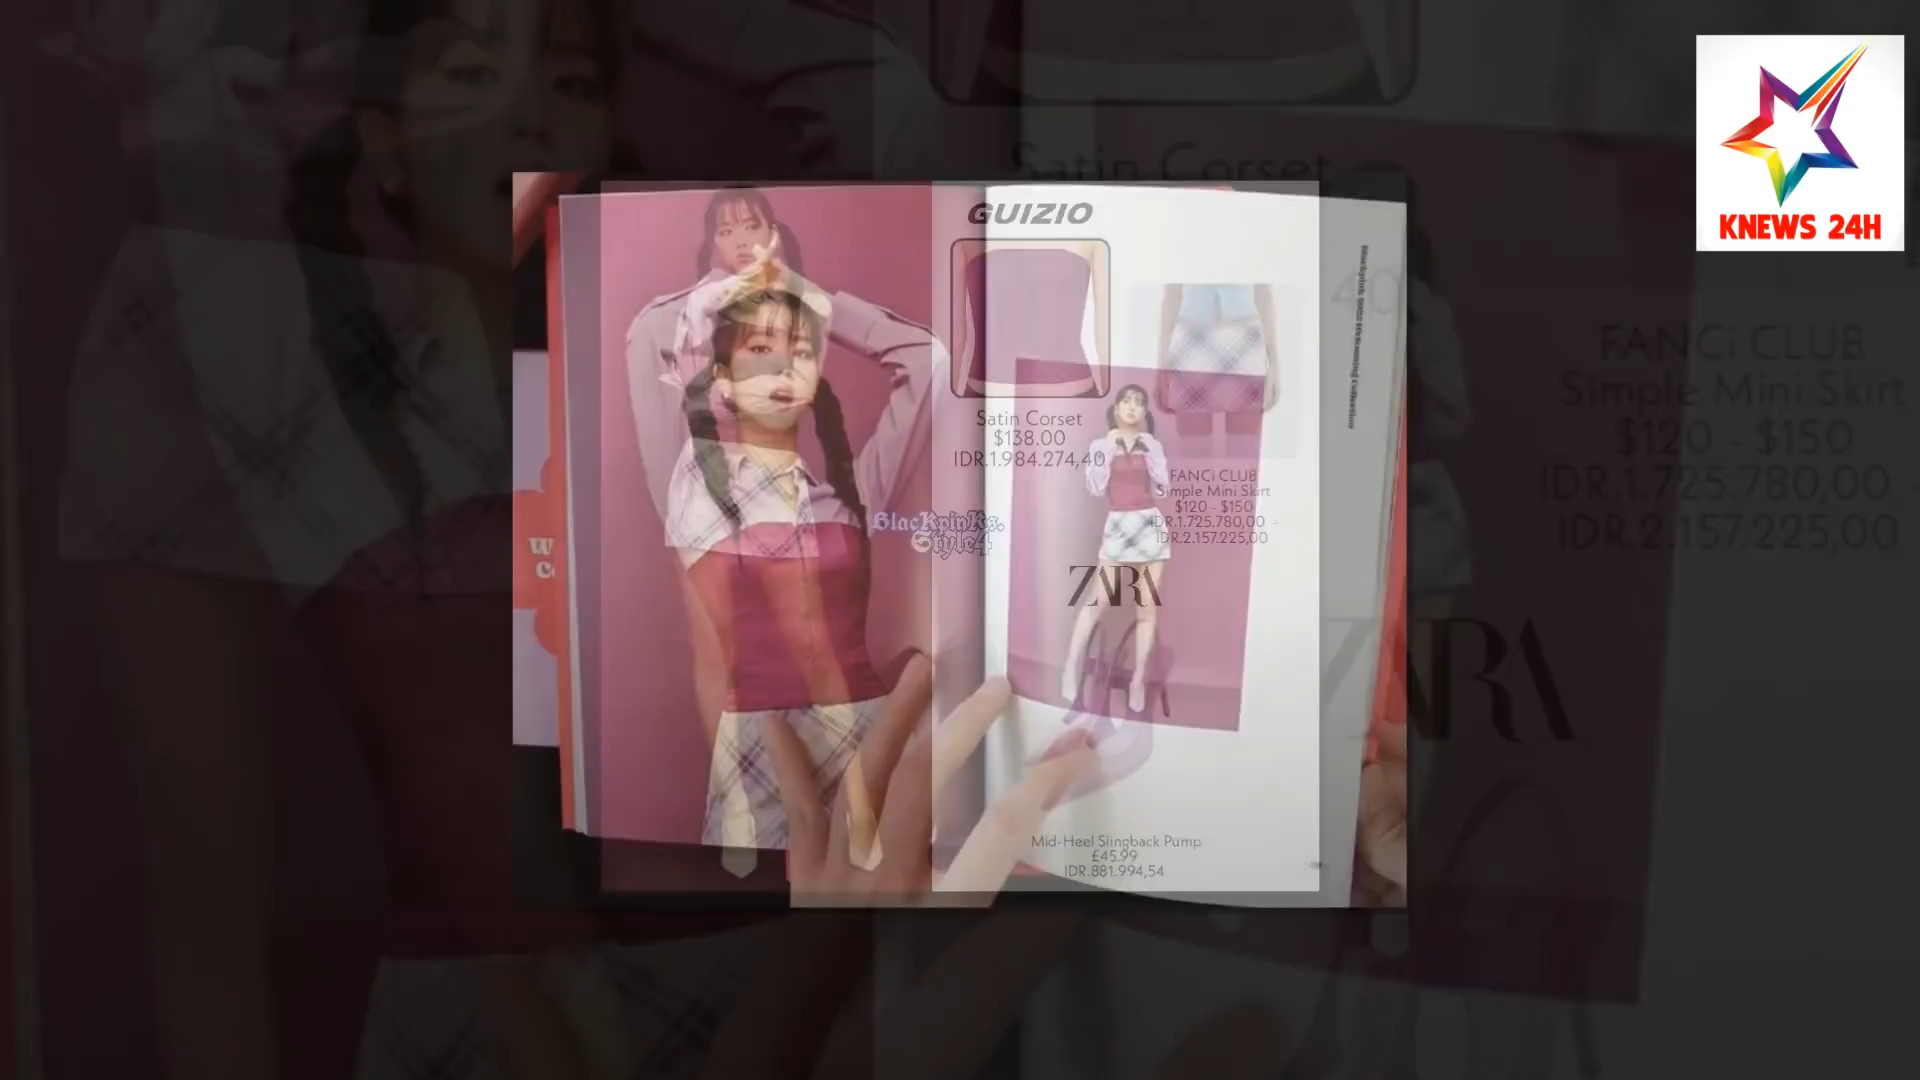 KNEWS 24H
GUIZIO
Satin Corset
$138.00
IDR.1.984.274,40
FANCi CLUB
Simple Mini Skirt
$120 - $150
IDR.1.725.780,00 -
IDR.2.157.225,00
BlacKpinKs.
Style4
ZARA
Mid-Heel Slingback Pump
£45.99
IDR.881.994,54
Satin Corset
FANCi CLUB
Simple Mini Skirt
$120 - $150
IDR.1.725.780,00
IDR.2.157.225,00
ZARA